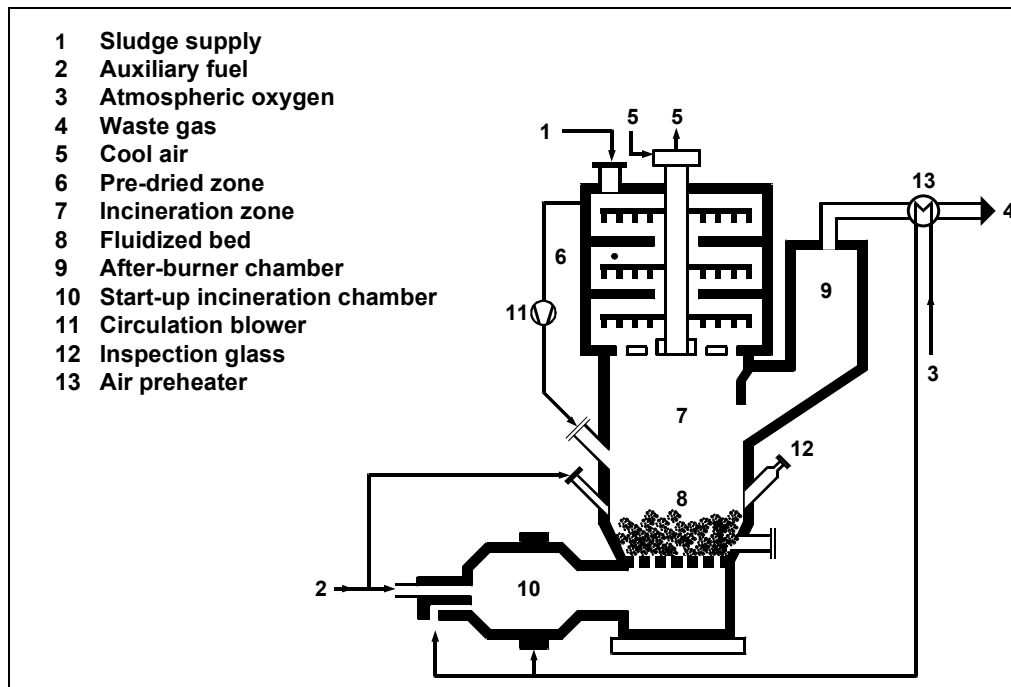 1 Sludge supply
2 Auxiliary fuel
3 Atmospheric oxygen
4 Waste gas
5 Cool air
6 Pre-dried zone
7 Incineration zone
8 Fluidized bed
9 After-burner chamber
10 Start-up incineration chamber
11 Circulation blower
12 Inspection glass
13 Air preheater
5 5
1
13
4
6
9
11
3
7
12
8
2
10